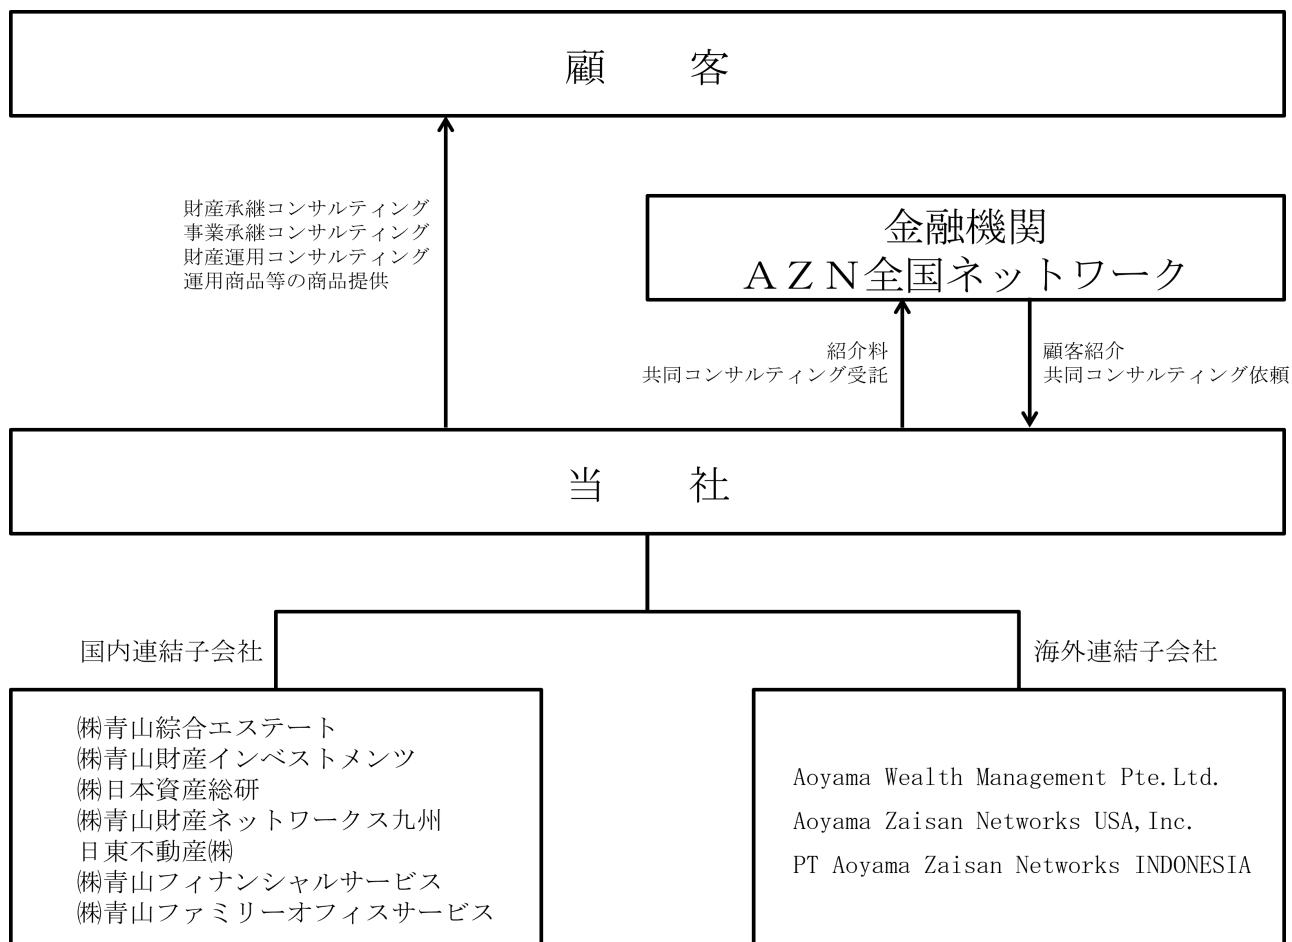 顧　　客
財産承継コンサルティング
事業承継コンサルティング
財産運用コンサルティング
運用商品等の商品提供
金融機関
ＡＺＮ全国ネットワーク
紹介料
共同コンサルティング受託
顧客紹介
共同コンサルティング依頼
当　　社
国内連結子会社
海外連結子会社
㈱青山綜合エステート
㈱青山財産インベストメンツ
㈱日本資産総研
㈱青山財産ネットワークス九州
日東不動産㈱
㈱青山フィナンシャルサービス
㈱青山ファミリーオフィスサービス
Aoyama Wealth Management Pte.Ltd.
Aoyama Zaisan Networks USA,Inc.
PT Aoyama Zaisan Networks INDONESIA